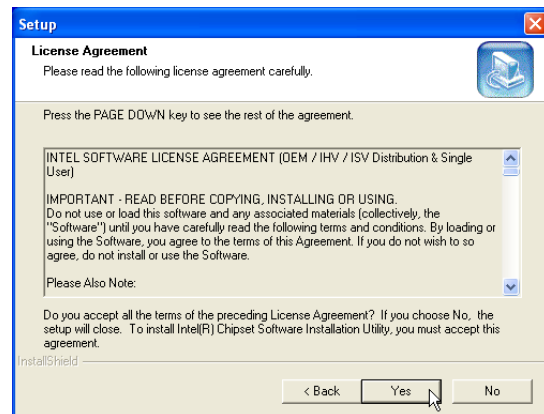 Setup
License Agreement
Please read the following license agreement carefully.
Press the PAGE DOWN key to see the rest of the agreement.
INTEL SOFTWARE LICENSE AGREEMENT (OEM / IHV / ISV Distribution & Single
User)
IMPORTANT - READ BEFORE COPYING, INSTALLING OR USING.
Do not use or load this software and any associated materials (collectively, the
"Software") until you have carefully read the following terms and conditions. By loading or
using the Software, you agree to the terms of this Agreement. If you do not wish to so
agree, do not install or use the Software.
Please Also Note:
Do you accept all the terms of the preceding License Agreement? If you choose No, the
setup will close. To install Intel(R) Chipset Software Installation Utility, you must accept this
agreement.
InstallShield
< Back Yes No